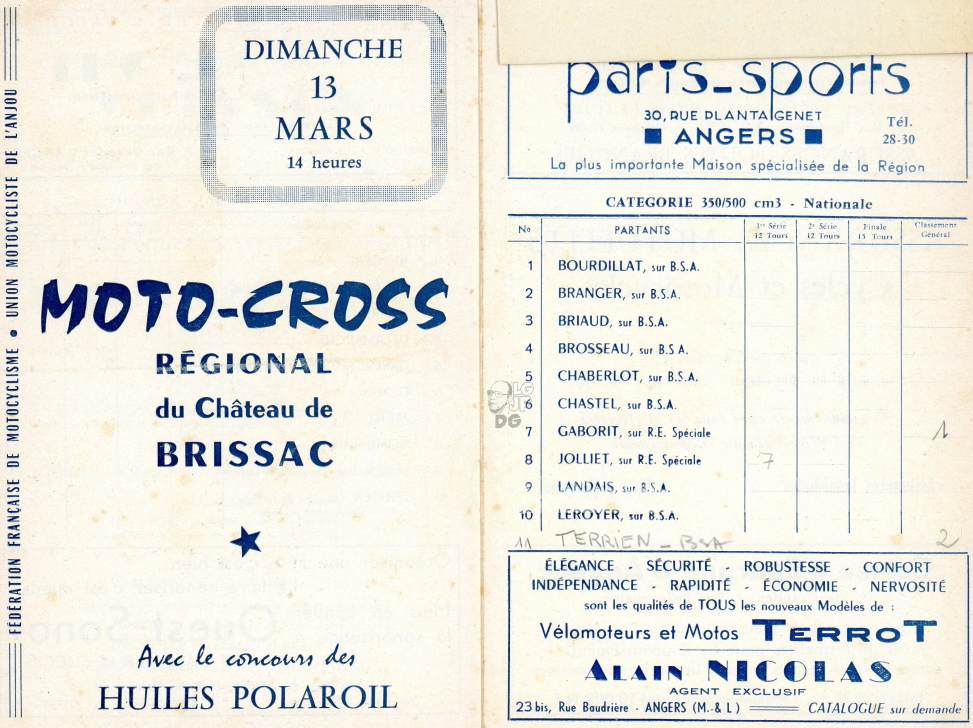 FÉDÉRATION FRANÇAISE DE MOTOCYCLISME • UNION MOTOCYCLISTE DE L'ANJOU
DIMANCHE
13
MARS
14 heures
MOTO-CROSS
RÉGIONAL
du Château de
BRISSAC
Avec le concours des
HUILES POLAROIL
paris-sports
30, RUE PLANTAGENET
ANGERS
Tél.
28-30
La plus importante Maison spécialisée de la Région
CATEGORIE 350/500 cm3 - Nationale
No PARTANTS 1re Série 12 Tours 2e Série 12 Tours Finale 15 Tours Classement Général
1 BOURDILLAT, sur B.S.A.
2 BRANGER, sur B.S.A.
3 BRIAUD, sur B.S.A.
4 BROSSEAU, sur B.S.A.
5 CHABERLOT, sur B.S.A.
6 CHASTEL, sur B.S.A.
7 GABORIT, sur R.E. Spéciale 1
8 JOLLIET, sur R.E. Spéciale 7
9 LANDAIS, sur B.S.A.
10 LEROYER, sur B.S.A.
11 TERRIEN - BSA 2
LG
JP
DG
ÉLÉGANCE - SÉCURITÉ - ROBUSTESSE - CONFORT
INDÉPENDANCE - RAPIDITÉ - ÉCONOMIE - NERVOSITÉ
sont les qualités de TOUS les nouveaux Modèles de :
Vélomoteurs et Motos TERROT
ALAIN NICOLAS
AGENT EXCLUSIF
23 bis, Rue Baudrière - ANGERS (M.-& L) CATALOGUE sur demande